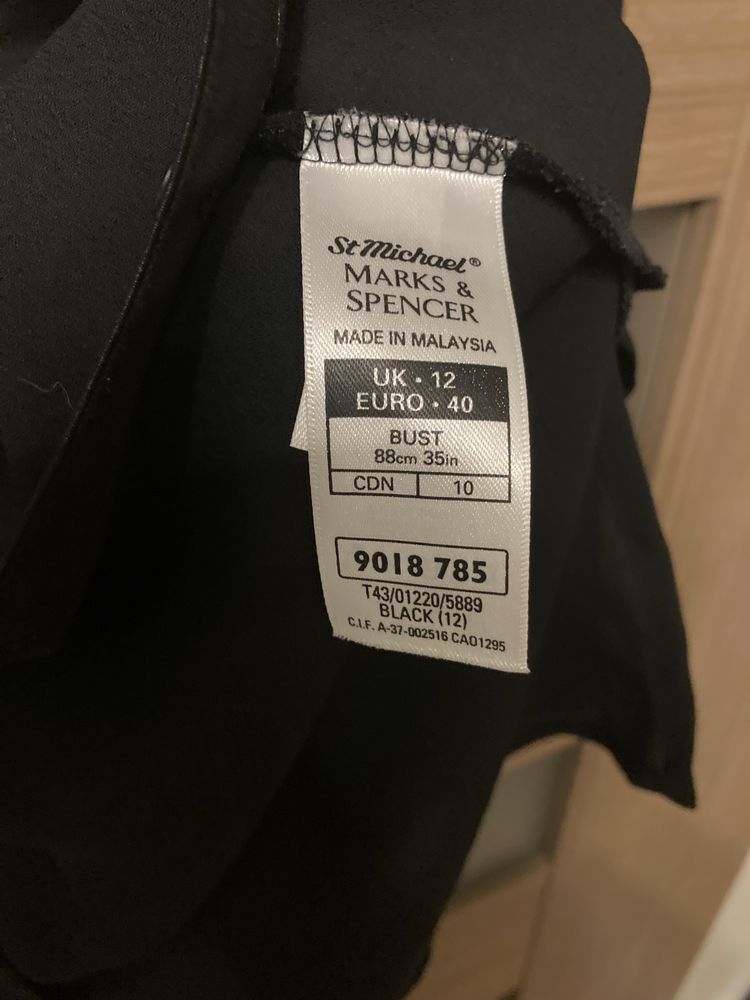 St Michael®
MARKS &
SPENCER
MADE IN MALAYSIA
UK · 12
EURO · 40
BUST
88cm 35in
CDN 10
9018 785
T43/01220/5889
BLACK (12)
C.I.F. A-37-002516 CA01295